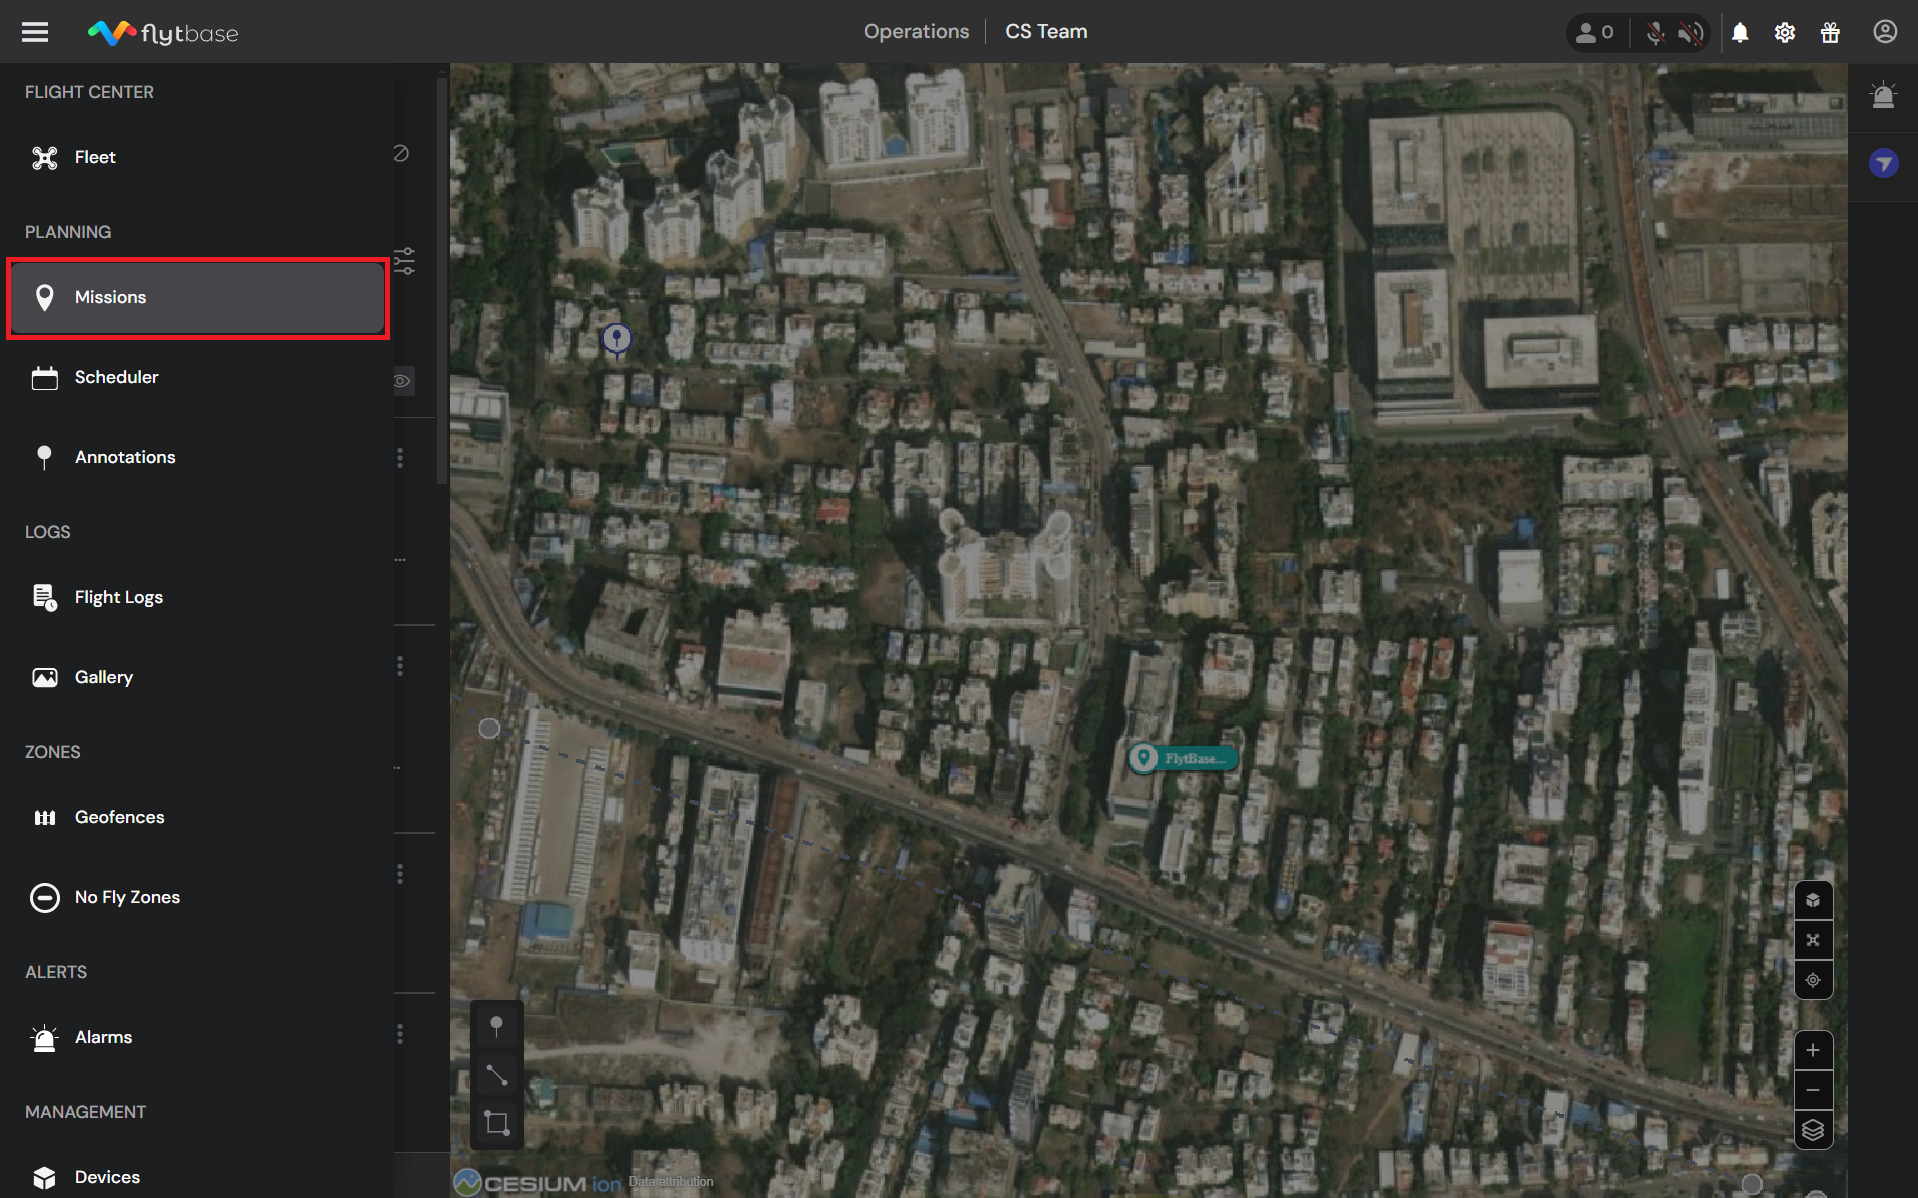 flytbase
Operations
CS Team
0
FLIGHT CENTER
Fleet
PLANNING
Missions
Scheduler
Annotations
LOGS
Flight Logs
Gallery
ZONES
Geofences
No Fly Zones
ALERTS
Alarms
MANAGEMENT
Devices
FlytBase...
CESIUM ion
Data attribution